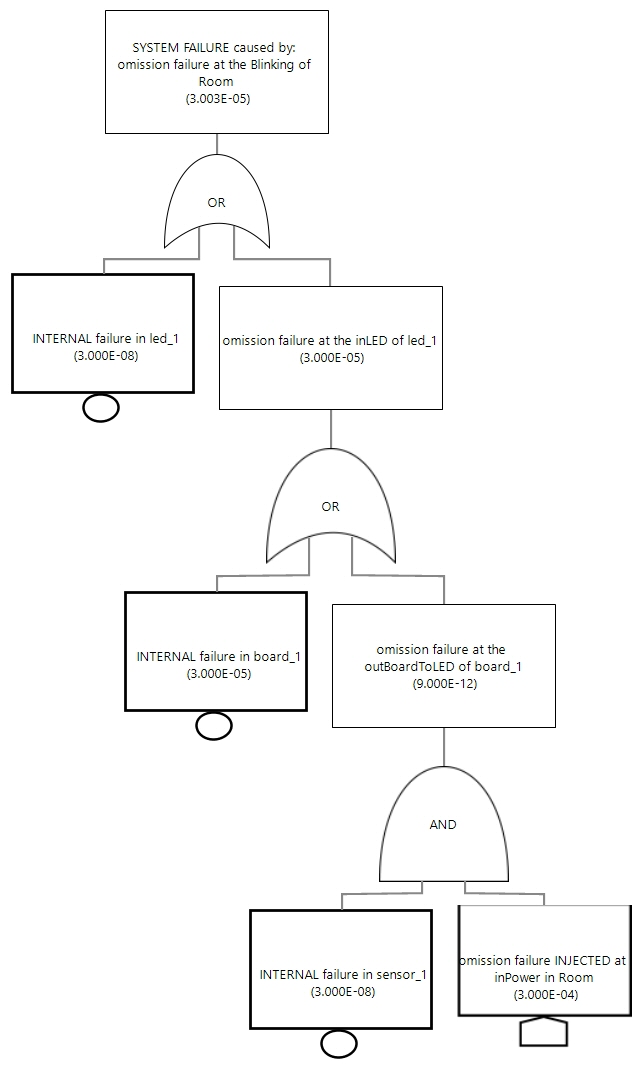 SYSTEM FAILURE caused by:
omission failure at the Blinking of
Room
(3.003E-05)
OR
INTERNAL failure in led_1
(3.000E-08)
omission failure at the inLED of led_1
(3.000E-05)
OR
INTERNAL failure in board_1
(3.000E-05)
omission failure at the
outBoardToLED of board_1
(9.000E-12)
AND
INTERNAL failure in sensor_1
(3.000E-08)
omission failure INJECTED at
inPower in Room
(3.000E-04)